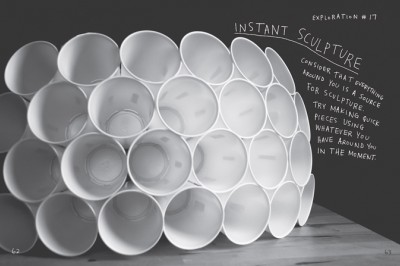 EXPLORATION #17
INSTANT SCULPTURE
CONSIDER THAT EVERYTHING
AROUND YOU IS A SOURCE
FOR SCULPTURE.
TRY MAKING QUICK
PIECES USING
WHATEVER YOU
HAVE AROUND YOU
IN THE MOMENT.
62